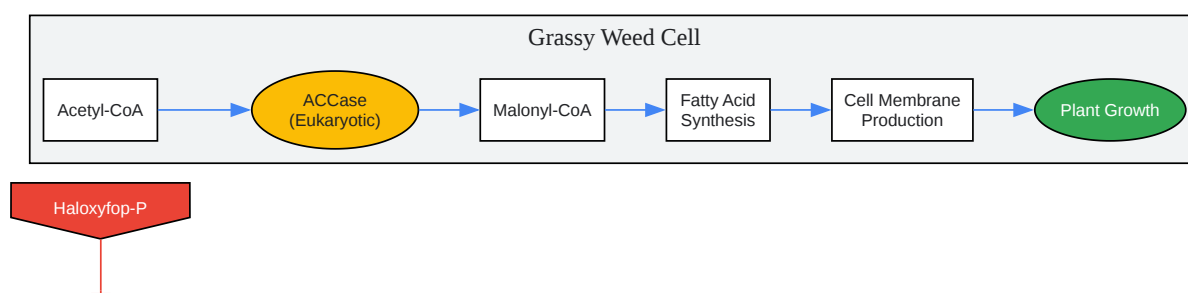 Grassy Weed Cell
Acetyl-CoA
ACCase
(Eukaryotic)
Malonyl-CoA
Fatty Acid
Synthesis
Cell Membrane
Production
Plant Growth
Haloxyfop-P